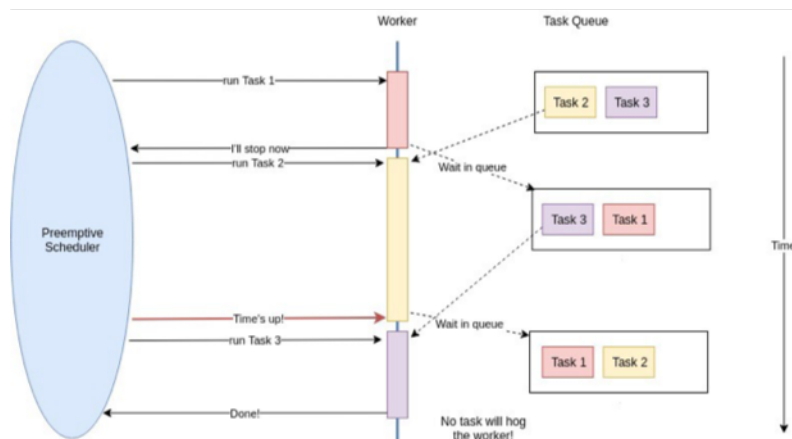 Worker
Task Queue
run Task 1
Task 2
Task 3
I'll stop now
run Task 2
Wait in queue
Preemptive
Scheduler
Task 3
Task 1
Time
Time's up!
Wait in queue
run Task 3
Task 1
Task 2
Done!
No task will hog
the worker!